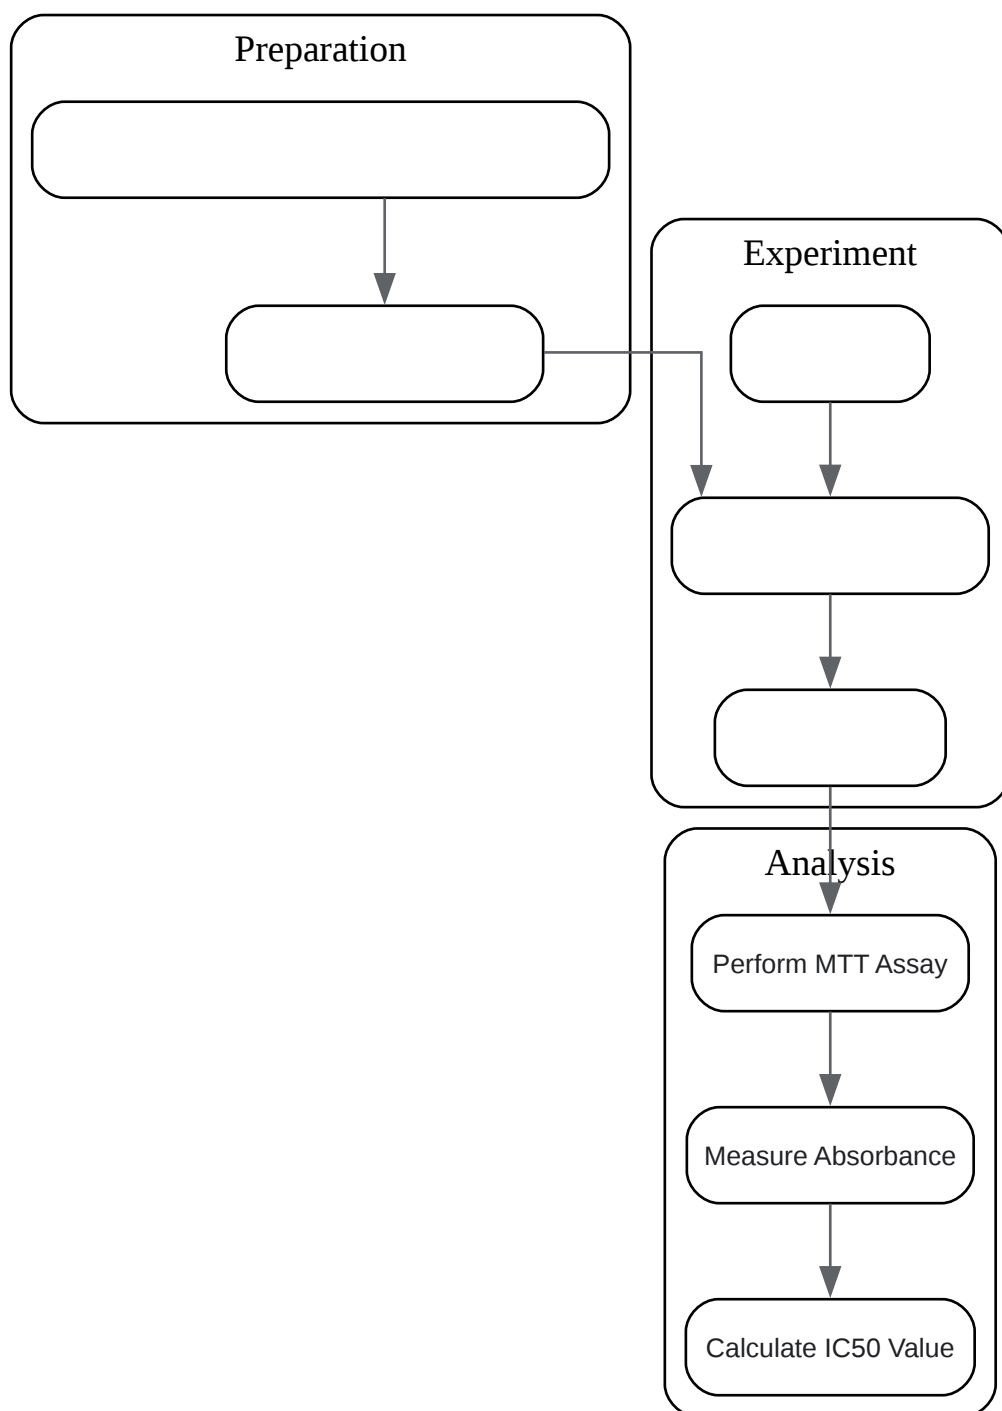 Preparation
Experiment
Analysis
Perform MTT Assay
Measure Absorbance
Calculate IC50 Value